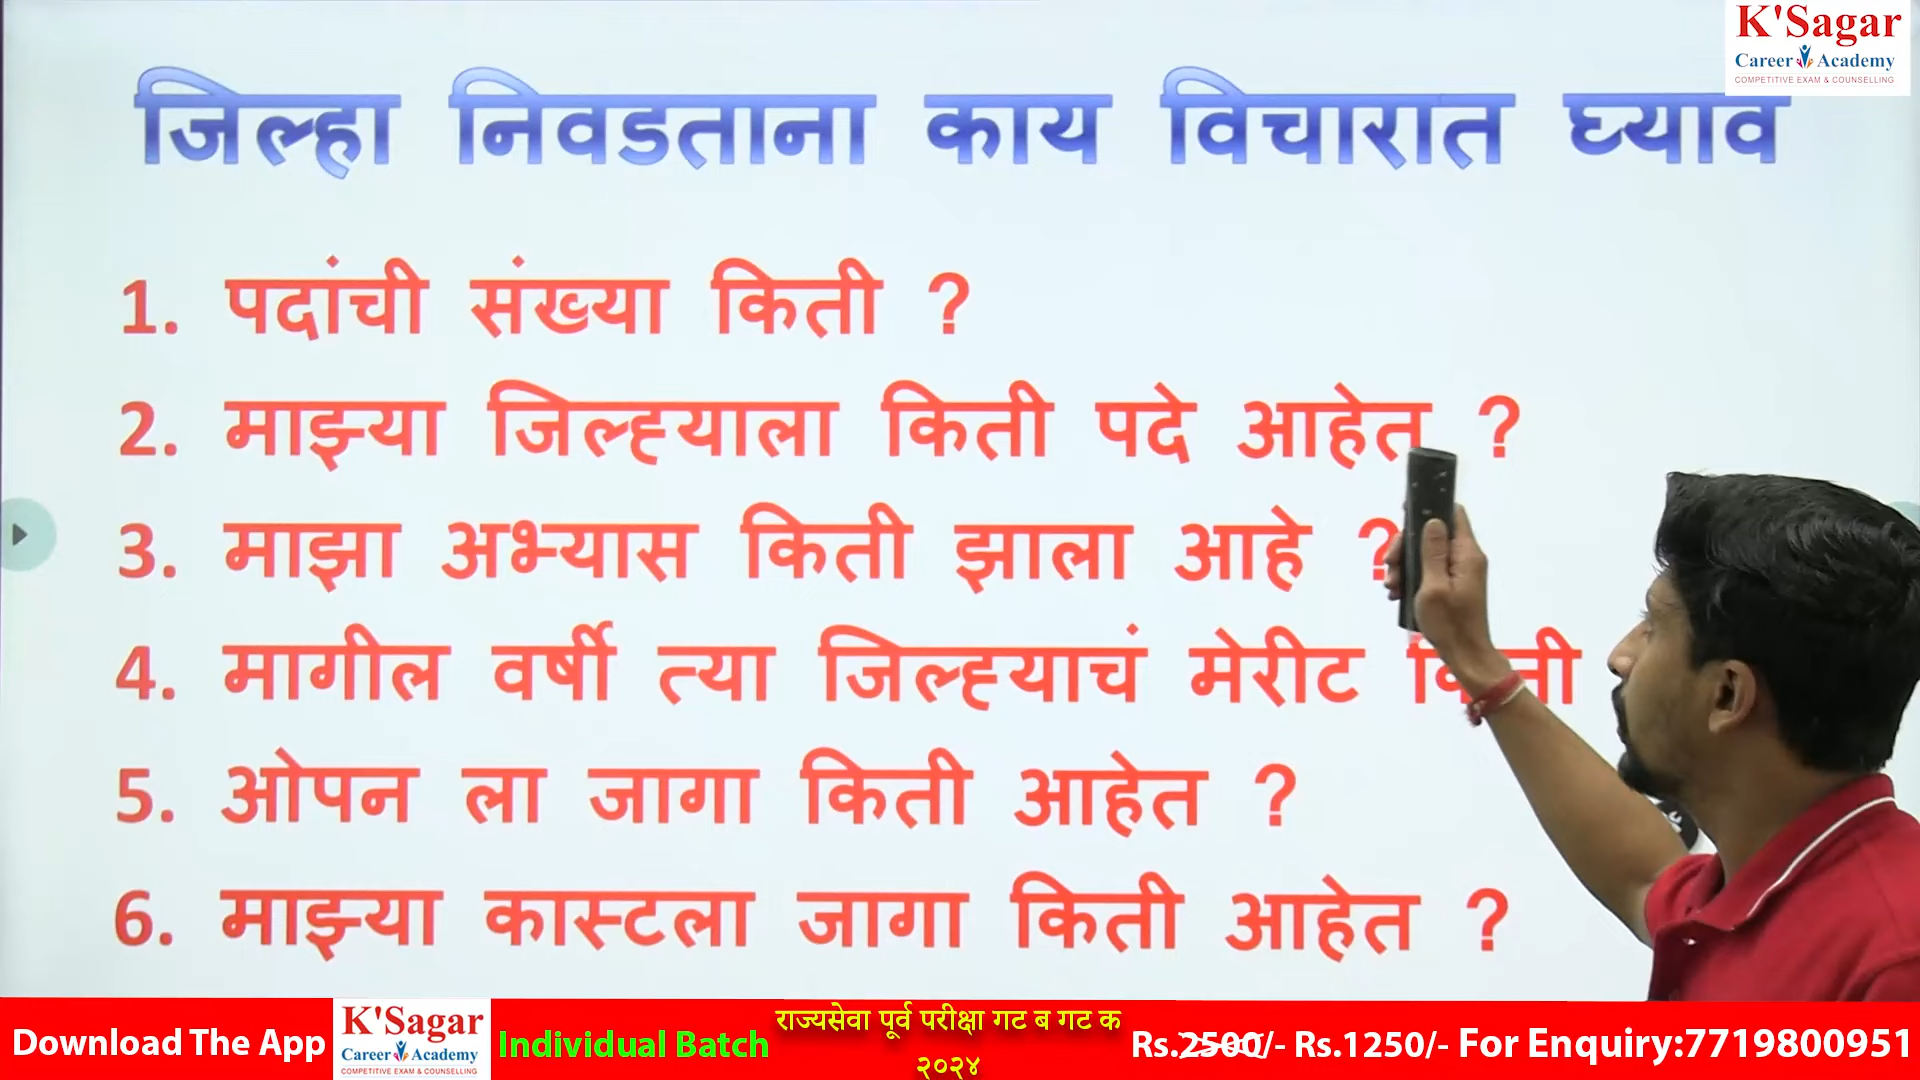 K'Sagar
Career Academy
COMPETITIVE EXAM & COUNSELLING
जिल्हा निवडताना काय विचारात घ्याव
1. पदांची संख्या किती ?
2. माझ्या जिल्ह्याला किती पदे आहेत ?
3. माझा अभ्यास किती झाला आहे ?
4. मागील वर्षी त्या जिल्ह्याचं मेरीट किती
5. ओपन ला जागा किती आहेत ?
6. माझ्या कास्टला जागा किती आहेत ?
Download The App
K'Sagar
Career Academy
COMPETITIVE EXAM & COUNSELLING
Individual Batch
राज्यसेवा पूर्व परीक्षा गट ब गट क
२०२४
Rs.2500/- Rs.1250/- For Enquiry:7719800951